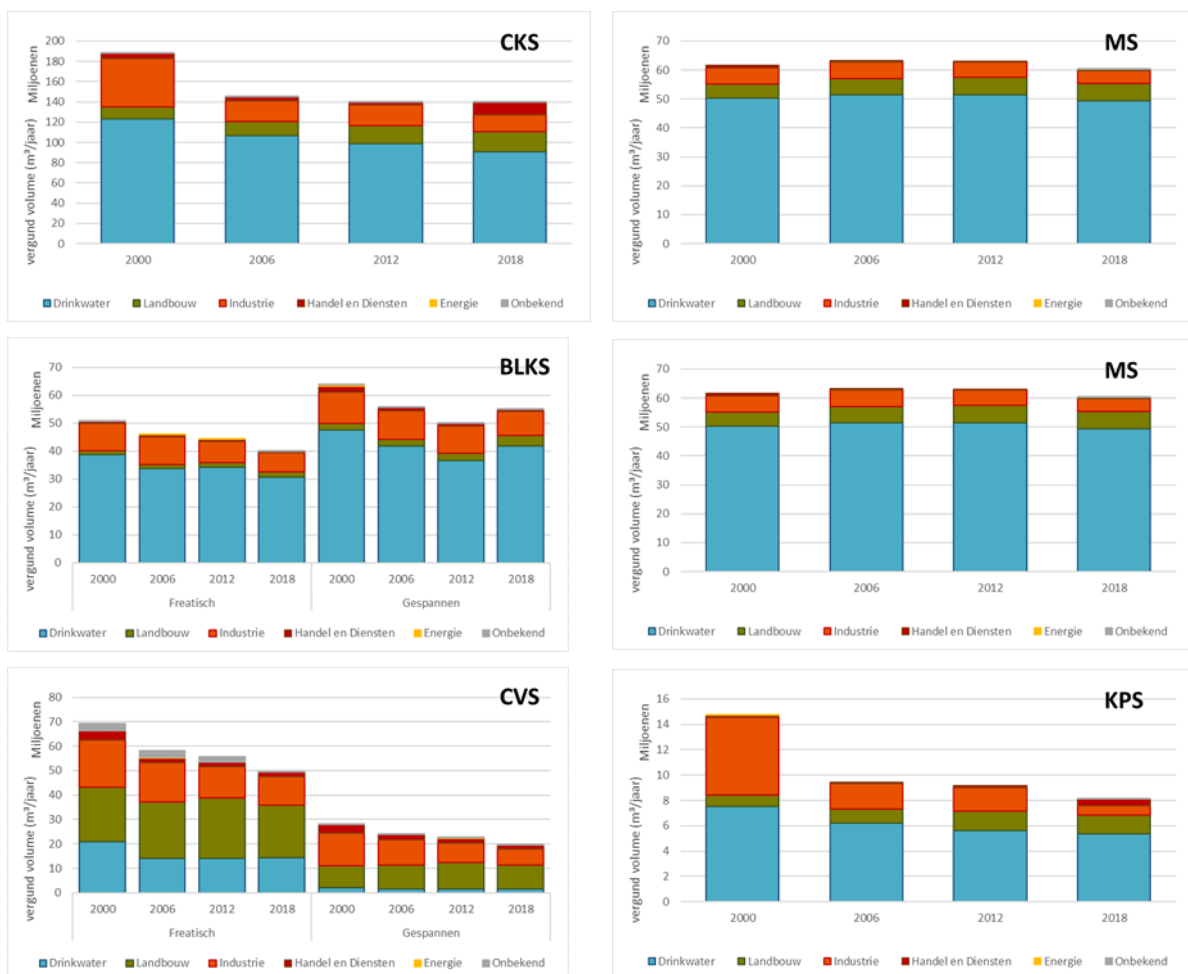 CKS
Miljoenen
vergund volume (m³/jaar)
200
180
160
140
120
100
80
60
40
20
0
2000 2006 2012 2018
Drinkwater Landbouw Industrie Handel en Diensten Energie Onbekend
MS
Miljoenen
vergund volume (m³/jaar)
70
60
50
40
30
20
10
0
2000 2006 2012 2018
Drinkwater Landbouw Industrie Handel en Diensten Energie Onbekend
BLKS
Miljoenen
vergund volume (m³/jaar)
70
60
50
40
30
20
10
0
2000 2006 2012 2018 2000 2006 2012 2018
Freatisch Gespannen
Drinkwater Landbouw Industrie Handel en Diensten Energie Onbekend
MS
Miljoenen
vergund volume (m³/jaar)
70
60
50
40
30
20
10
0
2000 2006 2012 2018
Drinkwater Landbouw Industrie Handel en Diensten Energie Onbekend
CVS
Miljoenen
vergund volume (m³/jaar)
80
70
60
50
40
30
20
10
0
2000 2006 2012 2018 2000 2006 2012 2018
Freatisch Gespannen
Drinkwater Landbouw Industrie Handel en Diensten Energie Onbekend
KPS
Miljoenen
vergund volume (m³/jaar)
16
14
12
10
8
6
4
2
0
2000 2006 2012 2018
Drinkwater Landbouw Industrie Handel en Diensten Energie Onbekend